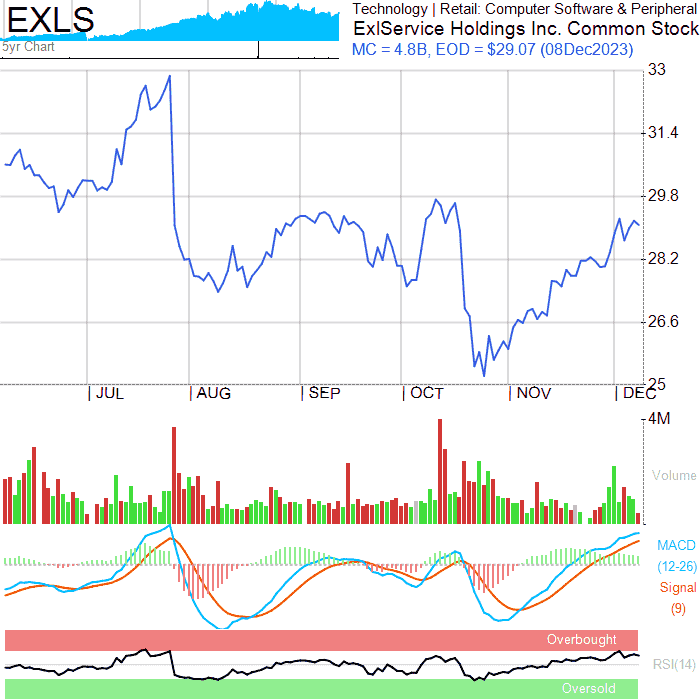 EXLS
5yr Chart
Technology | Retail: Computer Software & Peripheral
ExlService Holdings Inc. Common Stock
MC = 4.8B, EOD = $29.07 (08Dec2023)
33
31.4
29.8
28.2
26.6
25
JUL
AUG
SEP
OCT
NOV
DEC
4M
Volume
MACD
(12-26)
Signal
(9)
Overbought
RSI(14)
Oversold